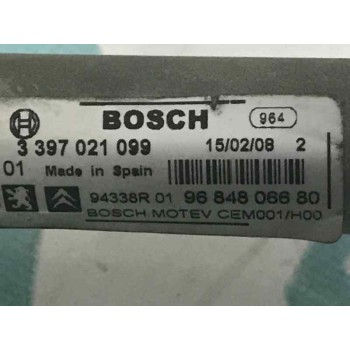 BOSCH 964
3 397 021 099 15/02/08 2
01 Made in Spain
94338R 01 96 848 066 80
BOSCH MOTEV CEM001/H00